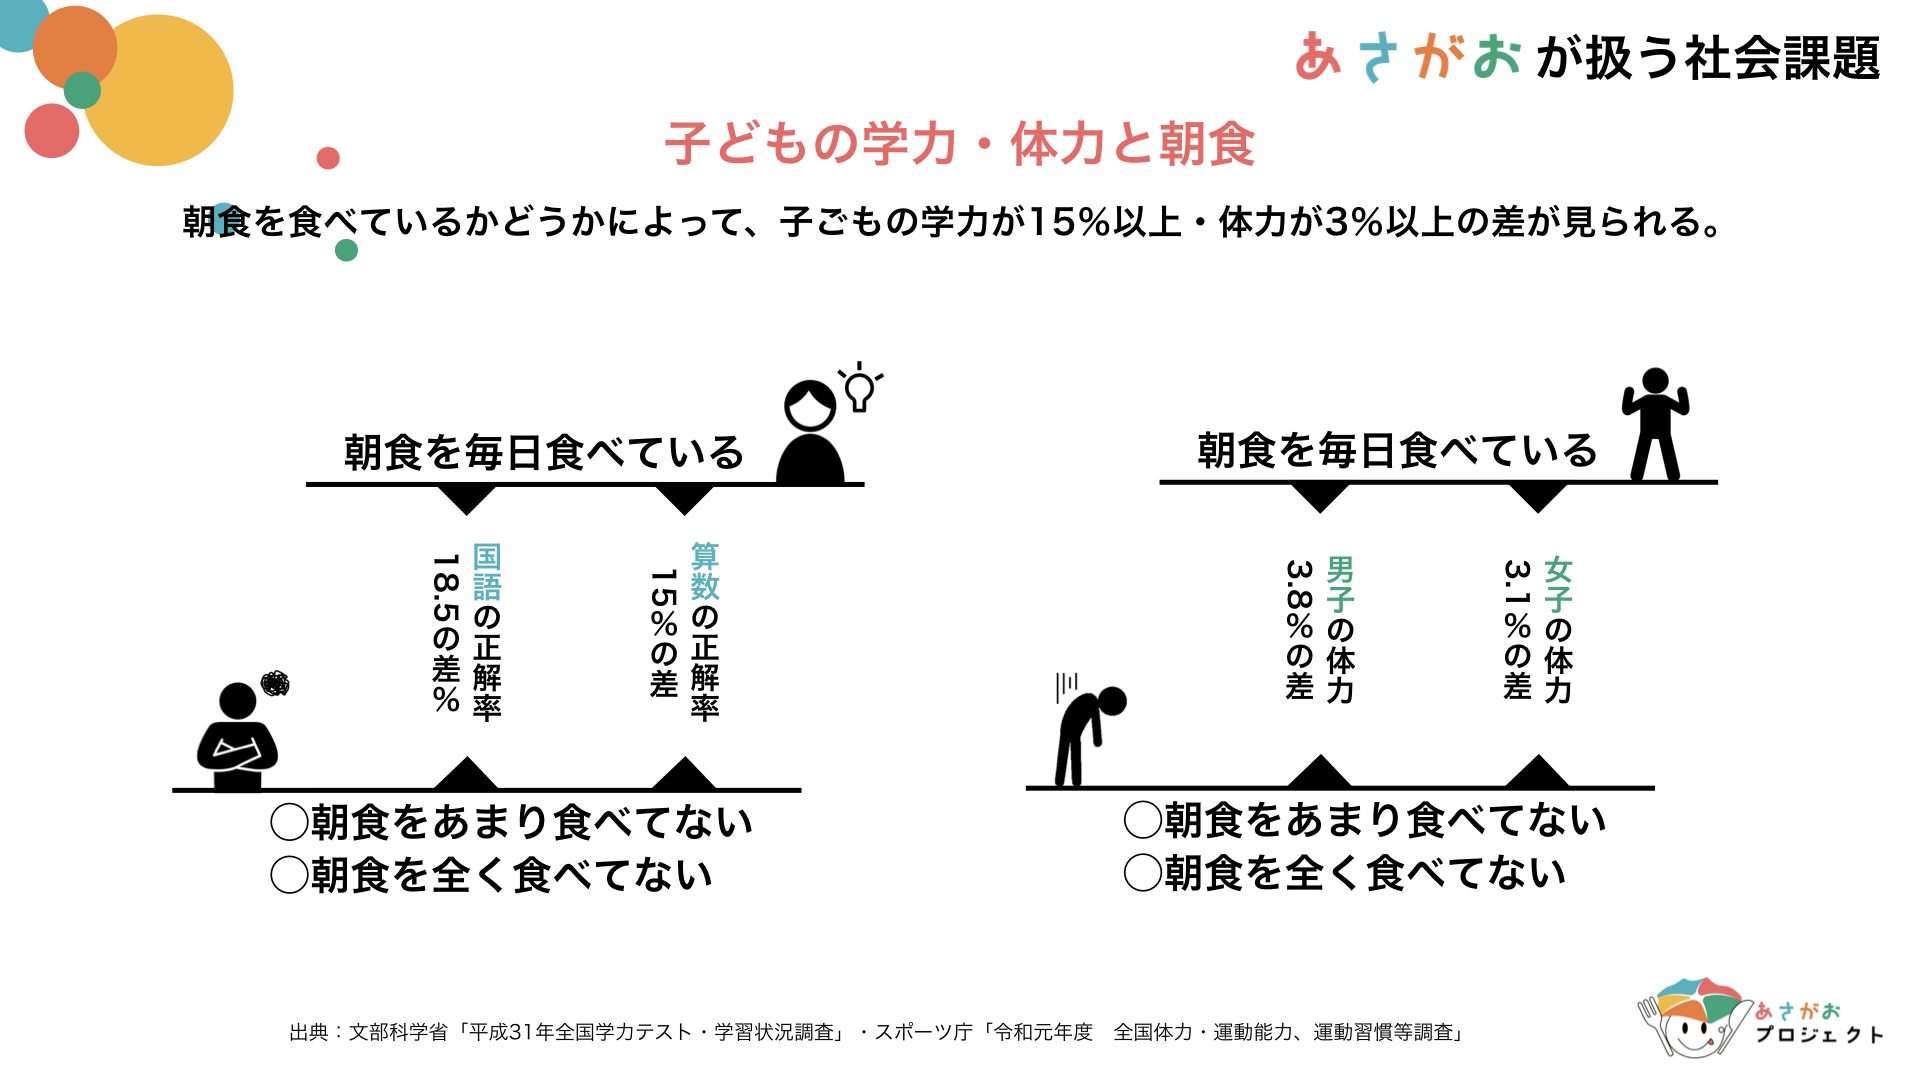 あさがおが扱う社会課題
子どもの学力・体力と朝食
朝食を食べているかどうかによって、子どもの学力が15%以上・体力が3%以上の差が見られる。
朝食を毎日食べている
国語の正解率
18.5の差%
算数の正解率
15%の差
○朝食をあまり食べてない
○朝食を全く食べてない
朝食を毎日食べている
男子の体力
3.8%の差
女子の体力
3.1%の差
○朝食をあまり食べてない
○朝食を全く食べてない
出典：文部科学省「平成31年全国学力テスト・学習状況調査」・スポーツ庁「令和元年度　全国体力・運動能力、運動習慣等調査」
あさがお
プロジェクト